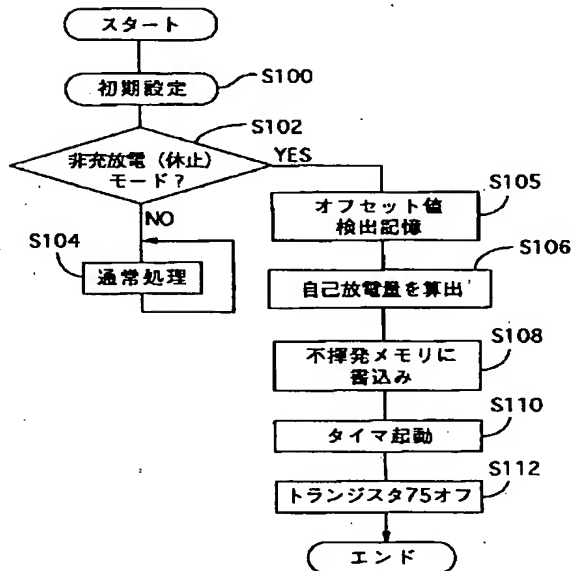 スタート
初期設定
S100
S102
非充放電(休止)
モード?
YES
NO
S104
通常処理
S105
オフセット値
検出記憶
S106
自己放電量を算出
S108
不揮発メモリに
書込み
S110
タイマ起動
S112
トランジスタ75オフ
エンド